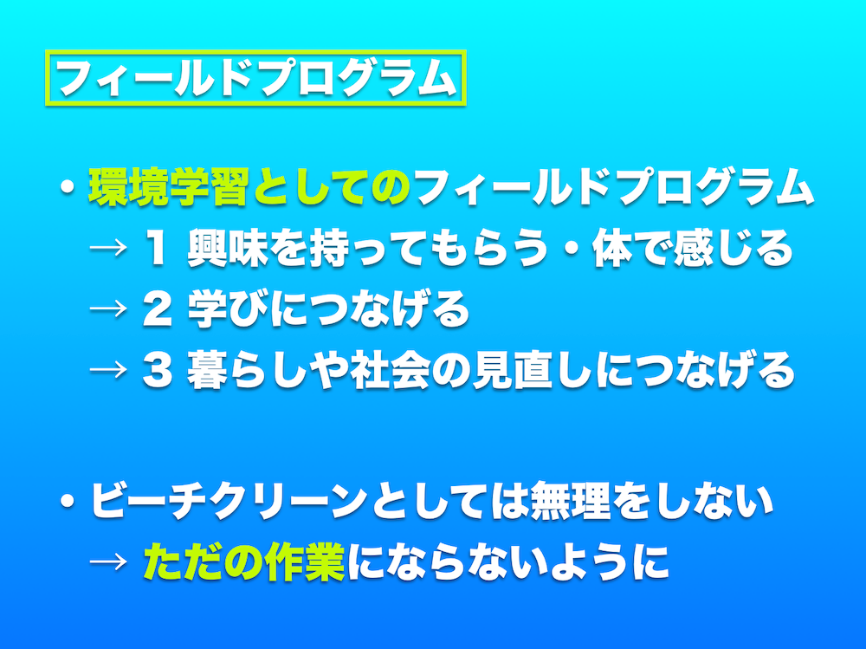 フィールドプログラム
・環境学習としてのフィールドプログラム
→ 1 興味を持ってもらう・体で感じる
→ 2 学びにつなげる
→ 3 暮らしや社会の見直しにつなげる
・ビーチクリーンとしては無理をしない
→ ただの作業にならないように